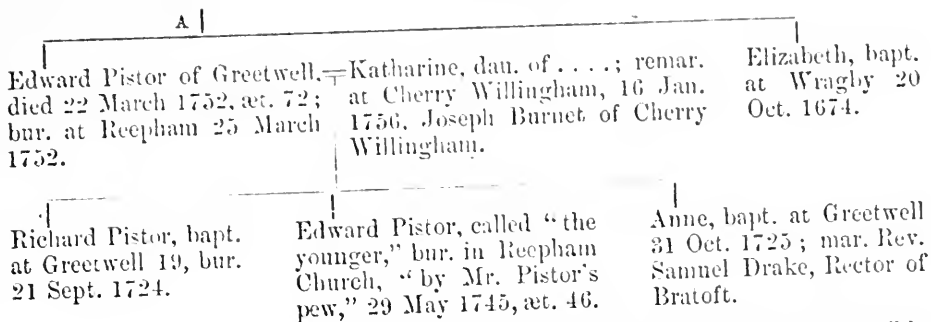 A
Edward Pistor of Greetwell,
died 22 March 1752, æt. 72;
bur. at Reepham 25 March
1752.
Katharine, dau. of . . . .; remar.
at Cherry Willingham, 16 Jan.
1756, Joseph Burnet of Cherry
Willingham.
Elizabeth, bapt.
at Wragby 20
Oct. 1674.
Richard Pistor, bapt.
at Greetwell 19, bur.
21 Sept. 1724.
Edward Pistor, called “the
younger,” bur. in Reepham
Church, “by Mr. Pistor's
pew,” 29 May 1745, æt. 46.
Anne, bapt. at Greetwell
31 Oct. 1725; mar. Rev.
Samuel Drake, Rector of
Bratoft.